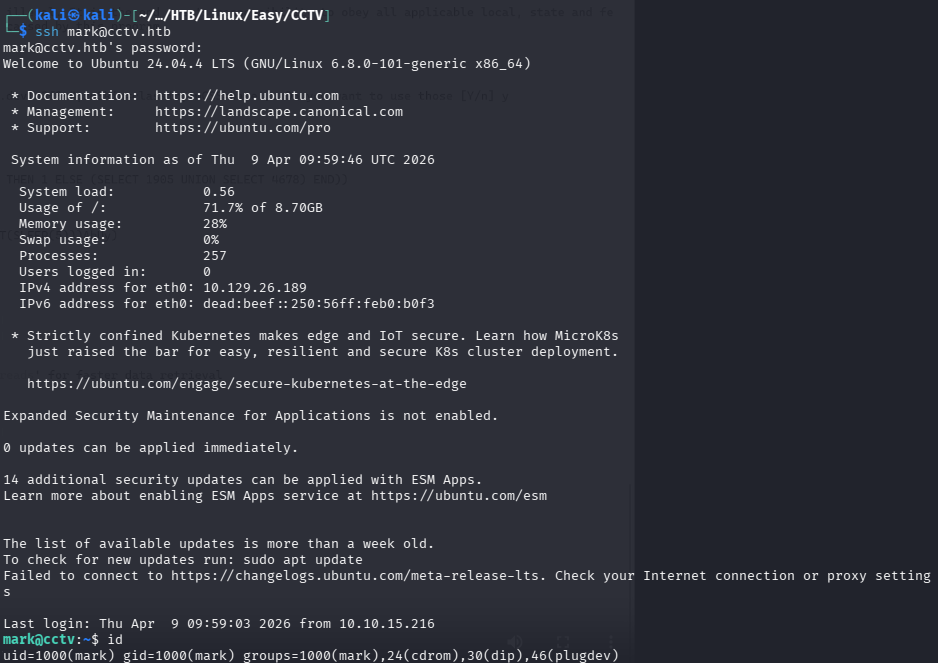 ┌──(kali㉿kali)-[~/…/HTB/Linux/Easy/CCTV]
obey all applicable local, state and fe
└─$ ssh mark@cctv.htb
mark@cctv.htb's password:
Welcome to Ubuntu 24.04.4 LTS (GNU/Linux 6.8.0-101-generic x86_64)
* Documentation:  https://help.ubuntu.com
to use those [Y/n] y
* Management:     https://landscape.canonical.com
* Support:        https://ubuntu.com/pro
System information as of Thu  9 Apr 09:59:46 UTC 2026
System load:           0.56
Usage of /:            71.7% of 8.70GB
Memory usage:          28%
Swap usage:            0%
Processes:             257
Users logged in:       0
IPv4 address for eth0: 10.129.26.189
IPv6 address for eth0: dead:beef::250:56ff:feb0:b0f3
* Strictly confined Kubernetes makes edge and IoT secure. Learn how MicroK8s
just raised the bar for easy, resilient and secure K8s cluster deployment.
https://ubuntu.com/engage/secure-kubernetes-at-the-edge
Expanded Security Maintenance for Applications is not enabled.
0 updates can be applied immediately.
14 additional security updates can be applied with ESM Apps.
Learn more about enabling ESM Apps service at https://ubuntu.com/esm
The list of available updates is more than a week old.
To check for new updates run: sudo apt update
Failed to connect to https://changelogs.ubuntu.com/meta-release-lts. Check your Internet connection or proxy setting
s
Last login: Thu Apr  9 09:59:03 2026 from 10.10.15.216
mark@cctv:~$ id
uid=1000(mark) gid=1000(mark) groups=1000(mark),24(cdrom),30(dip),46(plugdev)